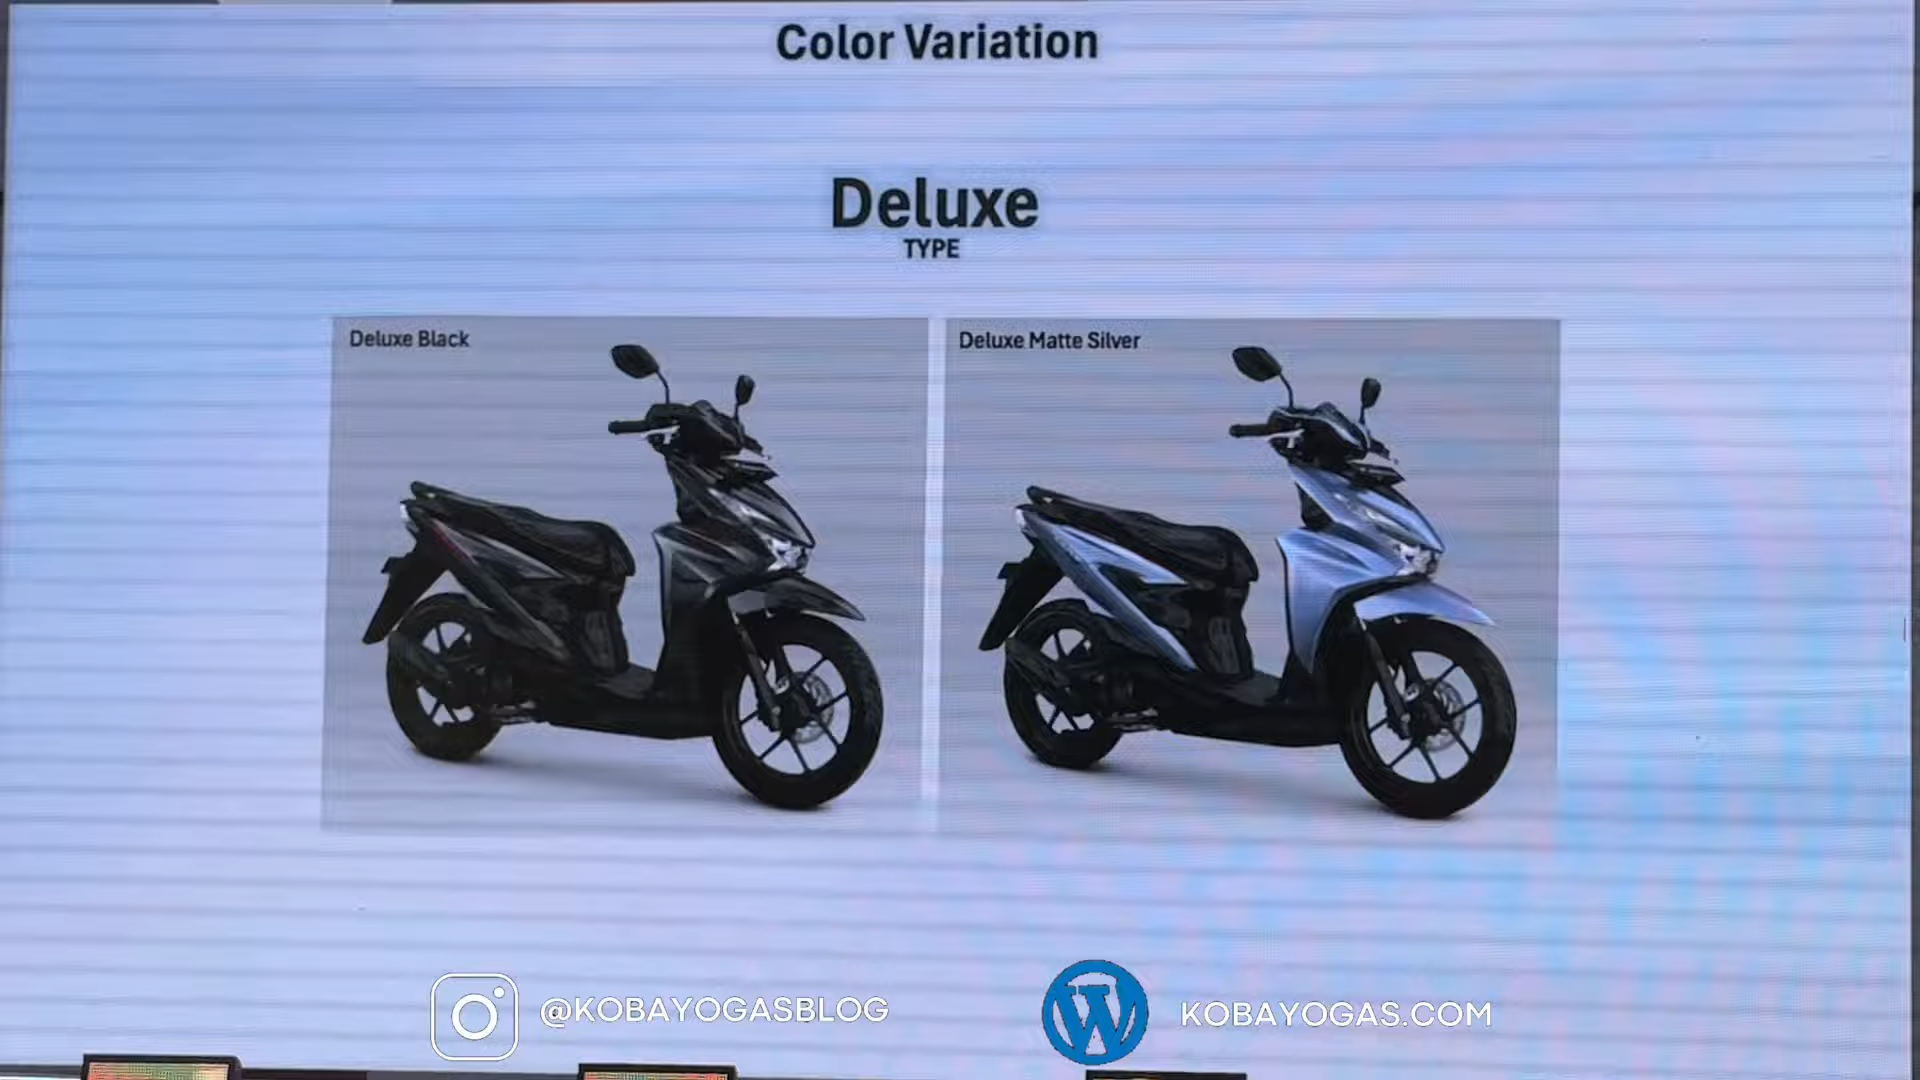 Color Variation
Deluxe
TYPE
Deluxe Black
Deluxe Matte Silver
@KOBAYOGASBLOG
KOBAYOGAS.COM